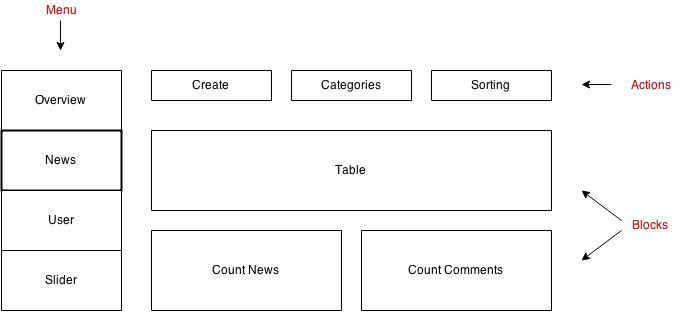 Menu
Overview
News
User
Slider
Create
Categories
Sorting
Actions
Table
Blocks
Count News
Count Comments